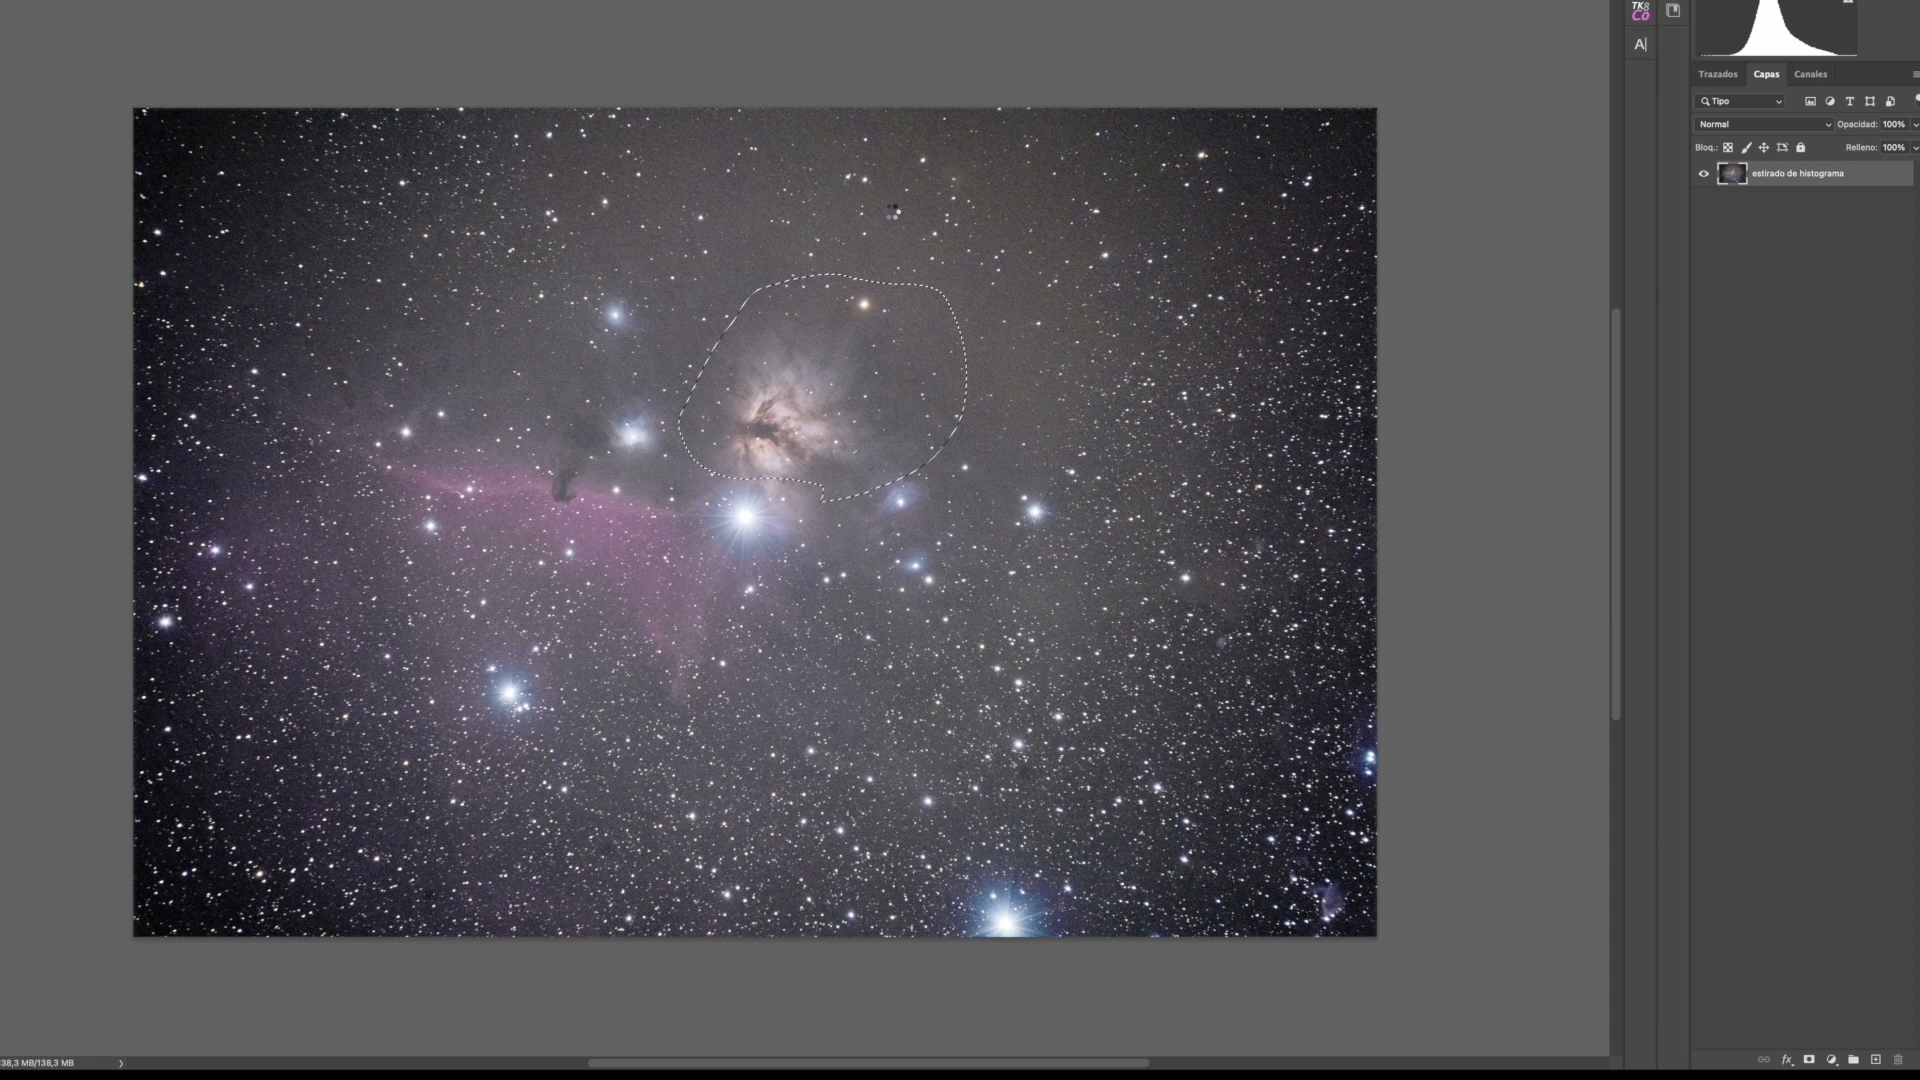 TK8
Co
A|
Trazados Capas Canales
Tipo
Normal Opacidad: 100%
Bloq.: Relleno: 100%
estirado de histograma
38,3 MB/138,3 MB
fx